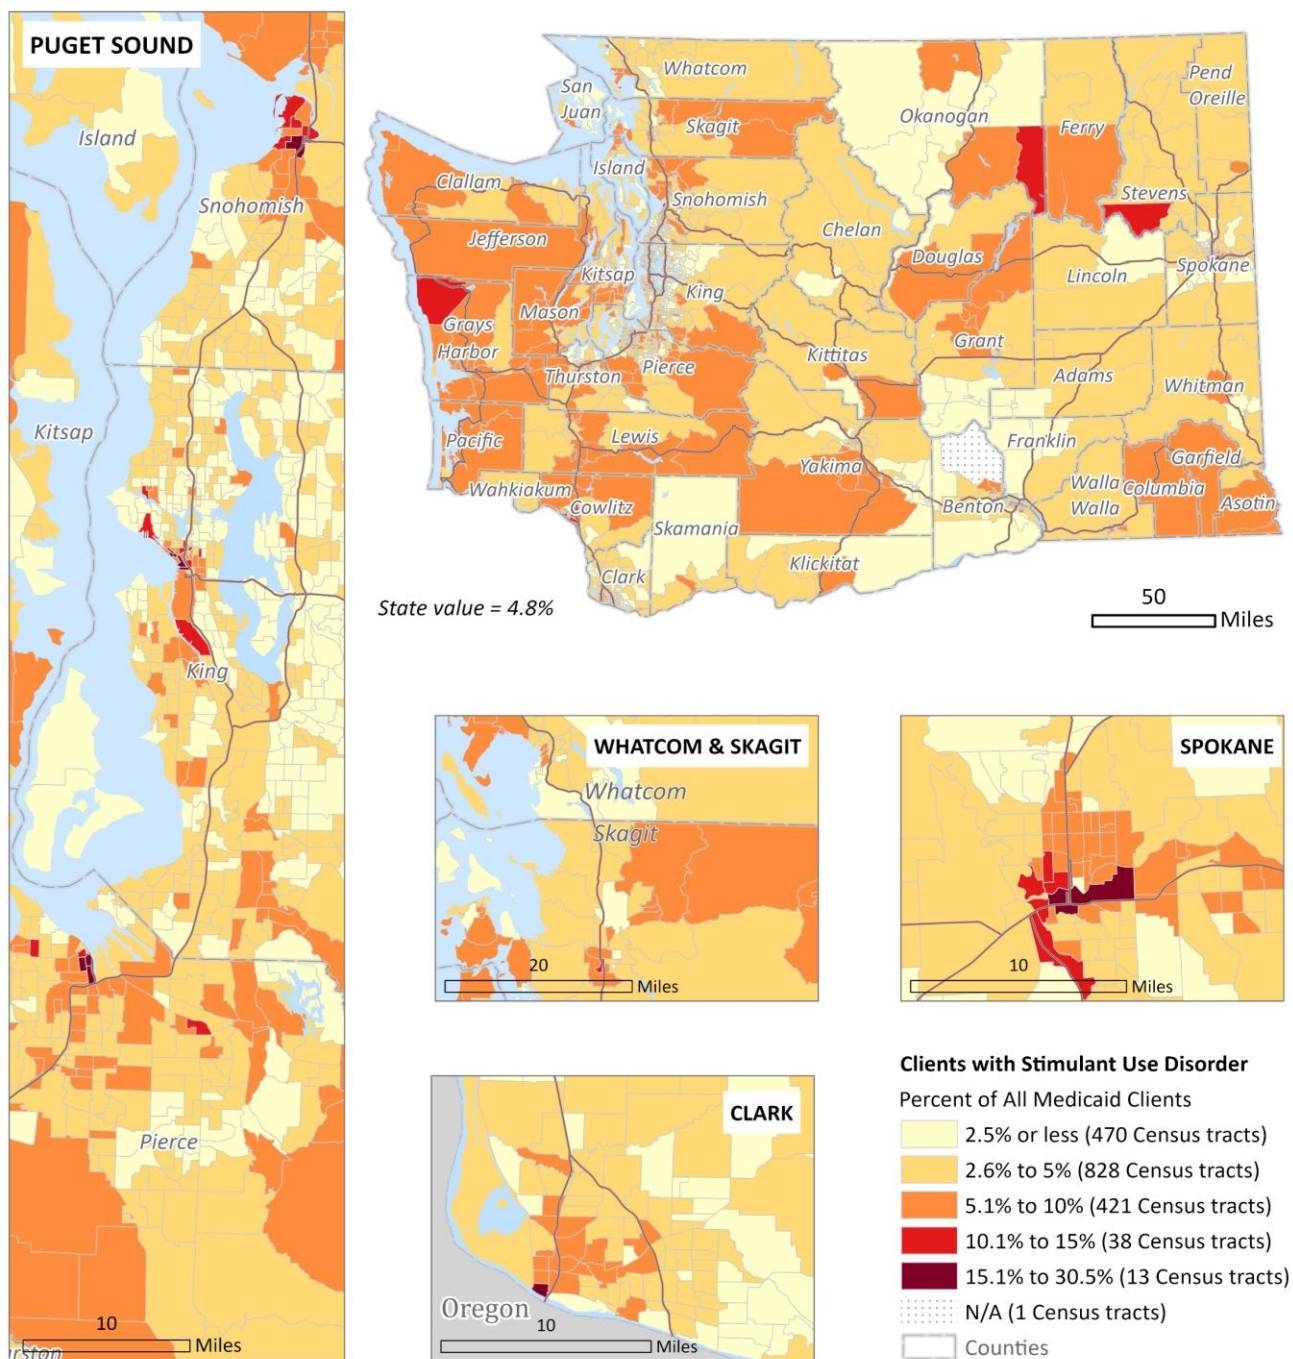 PUGET SOUND
Island
Snohomish
Kitsap
King
Pierce
10
Miles
urston
Whatcom
San
Juan
Skagit
Island
Okanogan
Ferry
Pend
Oreille
Clallam
Snohomish
Stevens
Jefferson
Chelan
Douglas
Kitsap
Lincoln
Spokane
King
Mason
Grays
Harbor
Grant
Kittitas
Thurston
Pierce
Adams
Whitman
Pacific
Lewis
Franklin
Garfield
Yakima
Wahkiakum
Walla
Walla
Columbia
Asotin
Cowlitz
Benton
Skamania
Klickitat
Clark
State value = 4.8%
50
Miles
WHATCOM & SKAGIT
Whatcom
Skagit
20
Miles
SPOKANE
10
Miles
CLARK
Oregon
10
Miles
Clients with Stimulant Use Disorder
Percent of All Medicaid Clients
2.5% or less (470 Census tracts)
2.6% to 5% (828 Census tracts)
5.1% to 10% (421 Census tracts)
10.1% to 15% (38 Census tracts)
15.1% to 30.5% (13 Census tracts)
N/A (1 Census tracts)
Counties